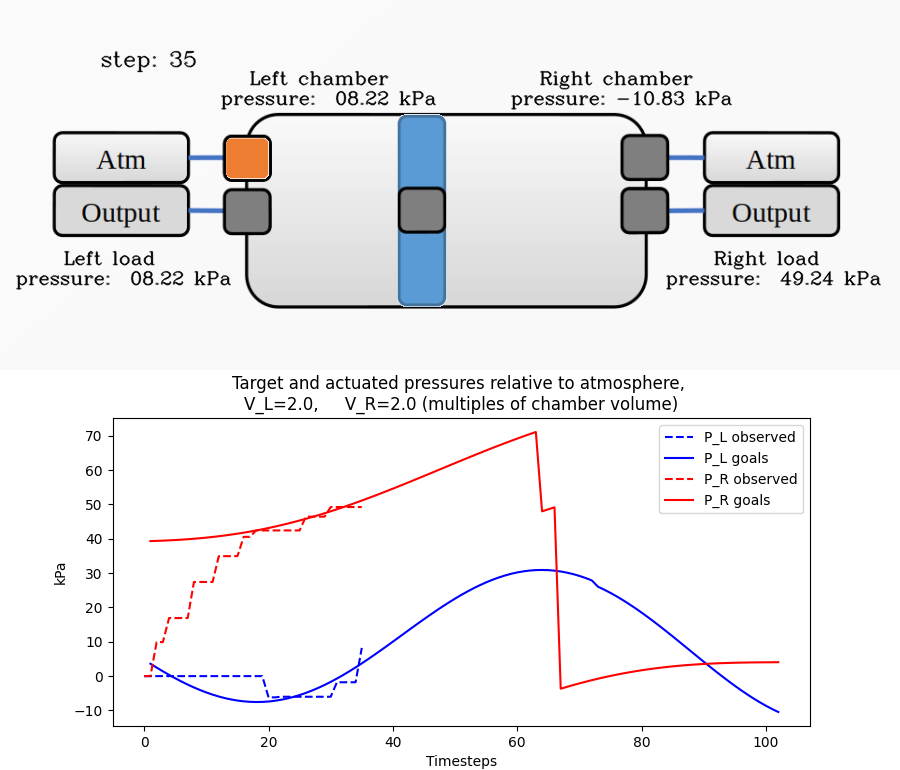 step: 35
Left chamber
pressure:  08.22 kPa
Right chamber
pressure: −10.83 kPa
Atm
Output
Atm
Output
Left load
pressure:  08.22 kPa
Right load
pressure:  49.24 kPa
Target and actuated pressures relative to atmosphere,
V_L=2.0,     V_R=2.0 (multiples of chamber volume)
P_L observed
P_L goals
P_R observed
P_R goals
70
60
50
40
30
20
10
0
−10
kPa
0 20 40 60 80 100
Timesteps